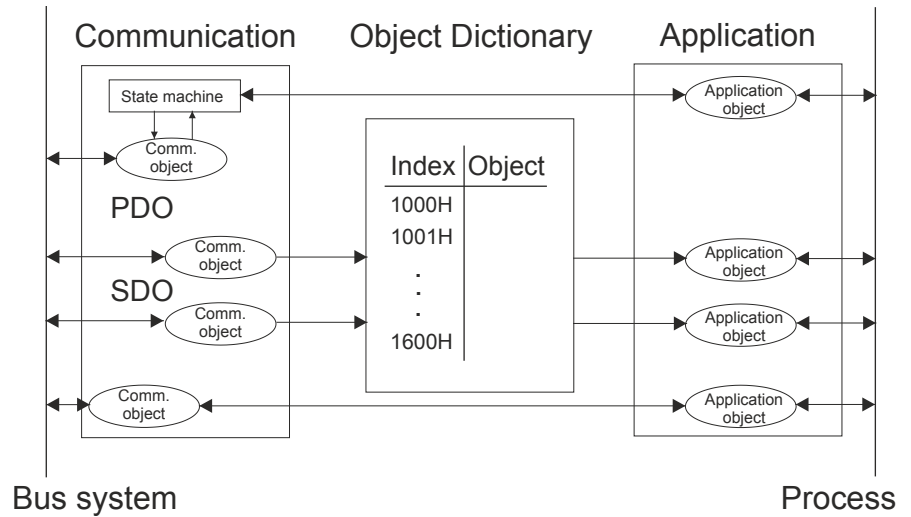 Communication
Object Dictionary
Application
State machine
Comm.
object
PDO
Comm.
object
SDO
Comm.
object
Comm.
object
Index Object
1000H
1001H
.
.
.
1600H
Application
object
Application
object
Application
object
Application
object
Bus system
Process